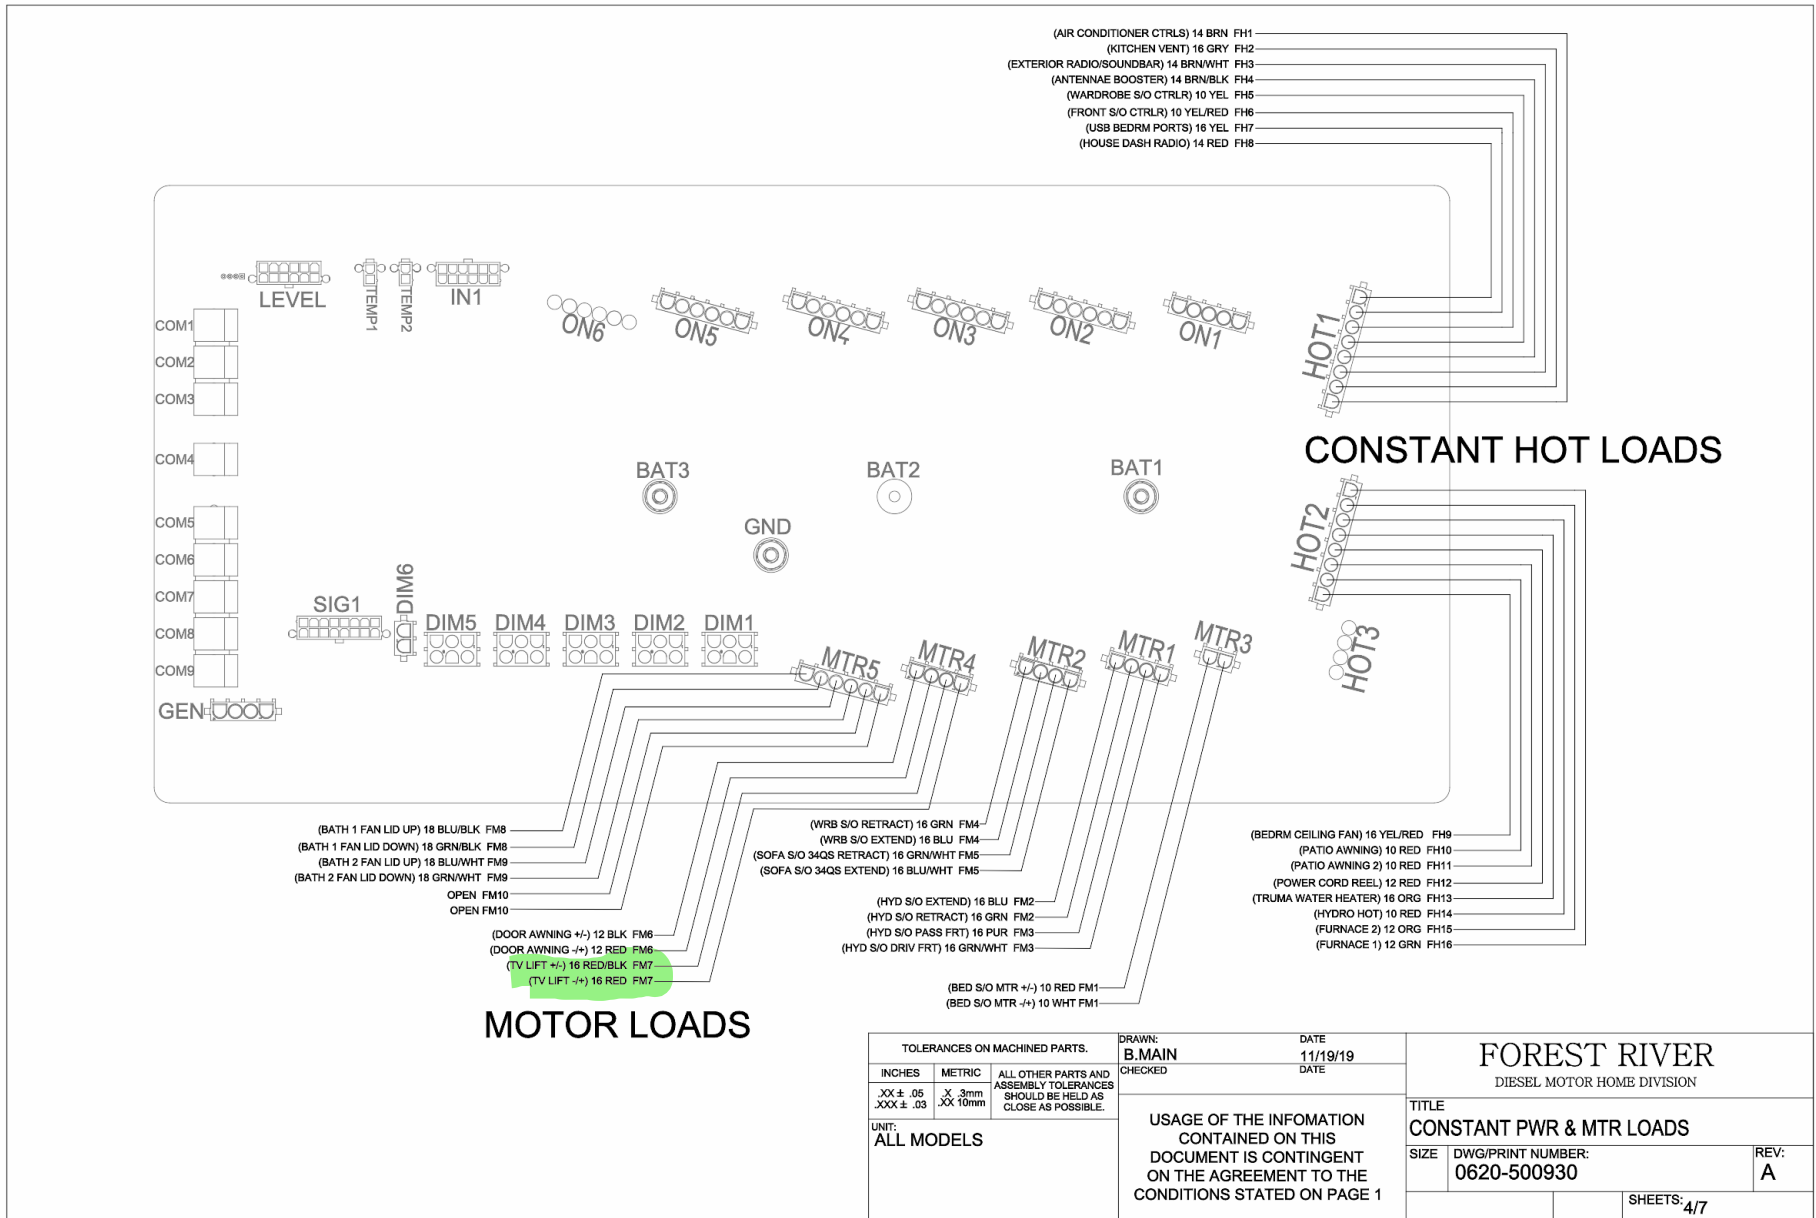 (AIR CONDITIONER CTRLS) 14 BRN FH1
(KITCHEN VENT) 16 GRY FH2
(EXTERIOR RADIO/SOUNDBAR) 14 BRN/WHT FH3
(ANTENNAE BOOSTER) 14 BRN/BLK FH4
(WARDROBE S/O CTRLR) 10 YEL FH5
(FRONT S/O CTRLR) 10 YEL/RED FH6
(USB BEDRM PORTS) 16 YEL FH7
(HOUSE DASH RADIO) 14 RED FH8
LEVEL
TEMP1
TEMP2
IN1
ON6
ON5
ON4
ON3
ON2
ON1
HOT1
COM1
COM2
COM3
COM4
COM5
COM6
COM7
COM8
COM9
GEN
CONSTANT HOT LOADS
BAT3
BAT2
BAT1
GND
HOT2
HOT3
SIG1
DIM6
DIM5
DIM4
DIM3
DIM2
DIM1
MTR5
MTR4
MTR2
MTR1
MTR3
(BATH 1 FAN LID UP) 18 BLU/BLK FM8
(BATH 1 FAN LID DOWN) 18 GRN/BLK FM8
(BATH 2 FAN LID UP) 18 BLU/WHT FM9
(BATH 2 FAN LID DOWN) 18 GRN/WHT FM9
OPEN FM10
OPEN FM10
(DOOR AWNING +/-) 12 BLK FM6
(DOOR AWNING -/+) 12 RED FM6
(TV LIFT +/-) 16 RED/BLK FM7
(TV LIFT -/+) 16 RED FM7
MOTOR LOADS
(WRB S/O RETRACT) 16 GRN FM4
(WRB S/O EXTEND) 16 BLU FM4
(SOFA S/O 34QS RETRACT) 16 GRN/WHT FM5
(SOFA S/O 34QS EXTEND) 16 BLU/WHT FM5
(HYD S/O EXTEND) 16 BLU FM2
(HYD S/O RETRACT) 16 GRN FM2
(HYD S/O PASS FRT) 16 PUR FM3
(HYD S/O DRIV FRT) 16 GRN/WHT FM3
(BED S/O MTR +/-) 10 RED FM1
(BED S/O MTR -/+) 10 WHT FM1
(BEDRM CEILING FAN) 16 YEL/RED FH9
(PATIO AWNING) 10 RED FH10
(PATIO AWNING 2) 10 RED FH11
(POWER CORD REEL) 12 RED FH12
(TRUMA WATER HEATER) 16 ORG FH13
(HYDRO HOT) 10 RED FH14
(FURNACE 2) 12 ORG FH15
(FURNACE 1) 12 GRN FH16
TOLERANCES ON MACHINED PARTS.
INCHES
METRIC
.XX ± .05
.XXX ± .03
.X .3mm
.XX 10mm
ALL OTHER PARTS AND
ASSEMBLY TOLERANCES
SHOULD BE HELD AS
CLOSE AS POSSIBLE.
UNIT:
ALL MODELS
DRAWN:
B.MAIN
DATE
11/19/19
CHECKED
DATE
USAGE OF THE INFOMATION
CONTAINED ON THIS
DOCUMENT IS CONTINGENT
ON THE AGREEMENT TO THE
CONDITIONS STATED ON PAGE 1
FOREST RIVER
DIESEL MOTOR HOME DIVISION
TITLE
CONSTANT PWR & MTR LOADS
SIZE
DWG/PRINT NUMBER:
0620-500930
REV:
A
SHEETS: 4/7